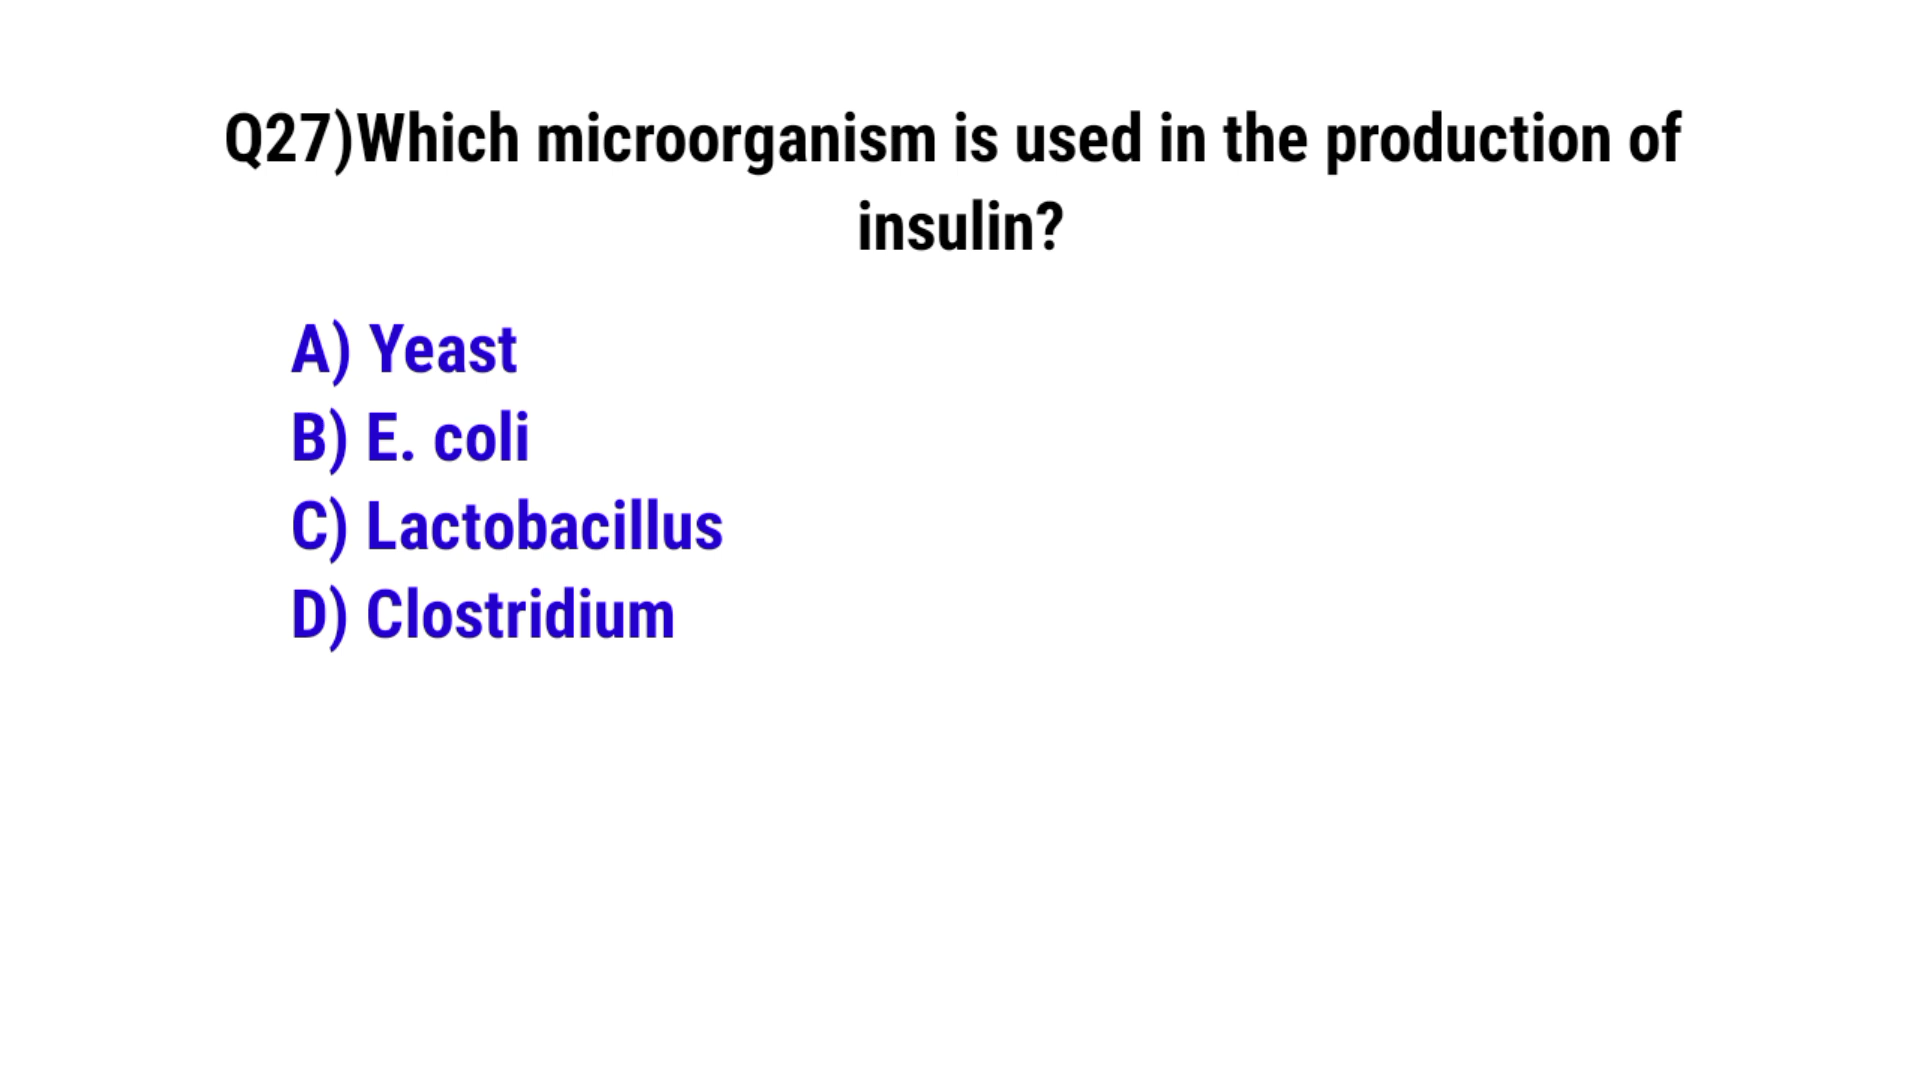 Q27)Which microorganism is used in the production of
insulin?
A) Yeast
B) E. coli
C) Lactobacillus
D) Clostridium